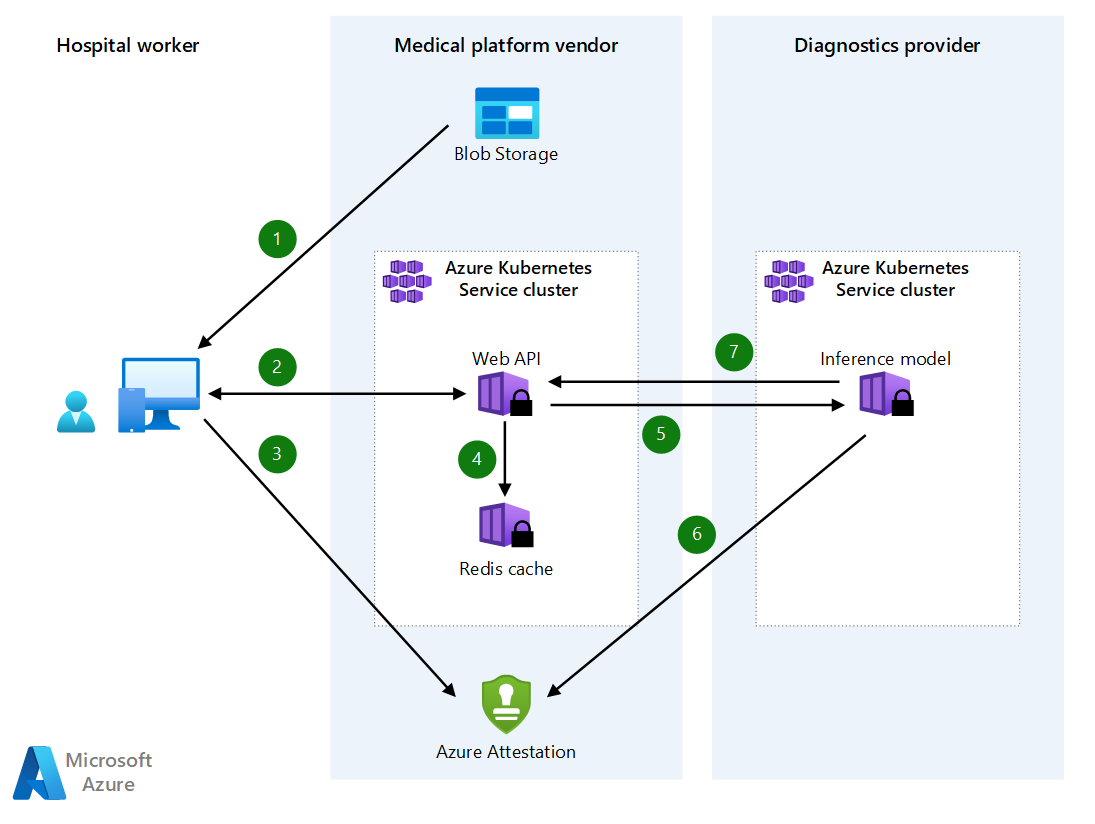 Hospital worker
Medical platform vendor
Diagnostics provider
Blob Storage
1
Azure Kubernetes
Service cluster
Azure Kubernetes
Service cluster
2
Web API
7
Inference model
3
4
5
6
Redis cache
Azure Attestation
Microsoft
Azure